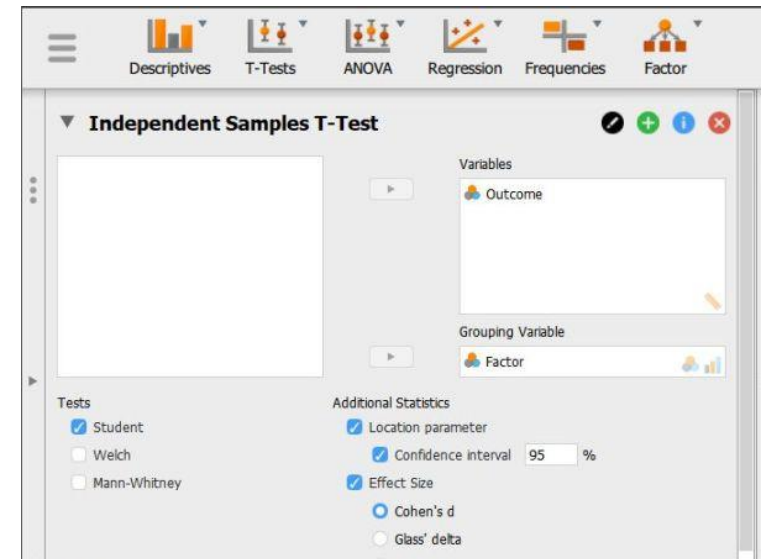 Descriptives T-Tests ANOVA Regression Frequencies Factor
Independent Samples T-Test
Variables
Outcome
Grouping Variable
Factor
Tests
Student
Welch
Mann-Whitney
Additional Statistics
Location parameter
Confidence interval 95 %
Effect Size
Cohen's d
Glass' delta